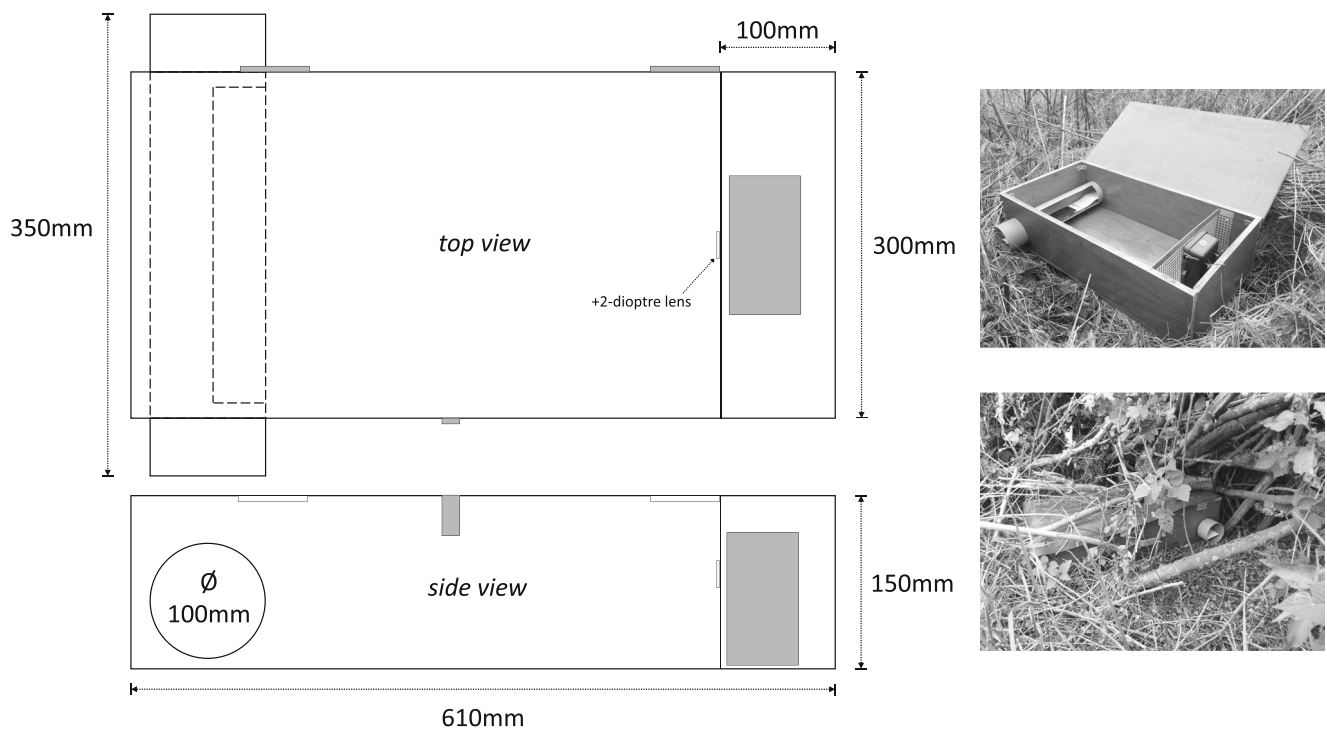 100mm
350mm
top view
300mm
+2-dioptre lens
Ø
100mm
side view
150mm
610mm